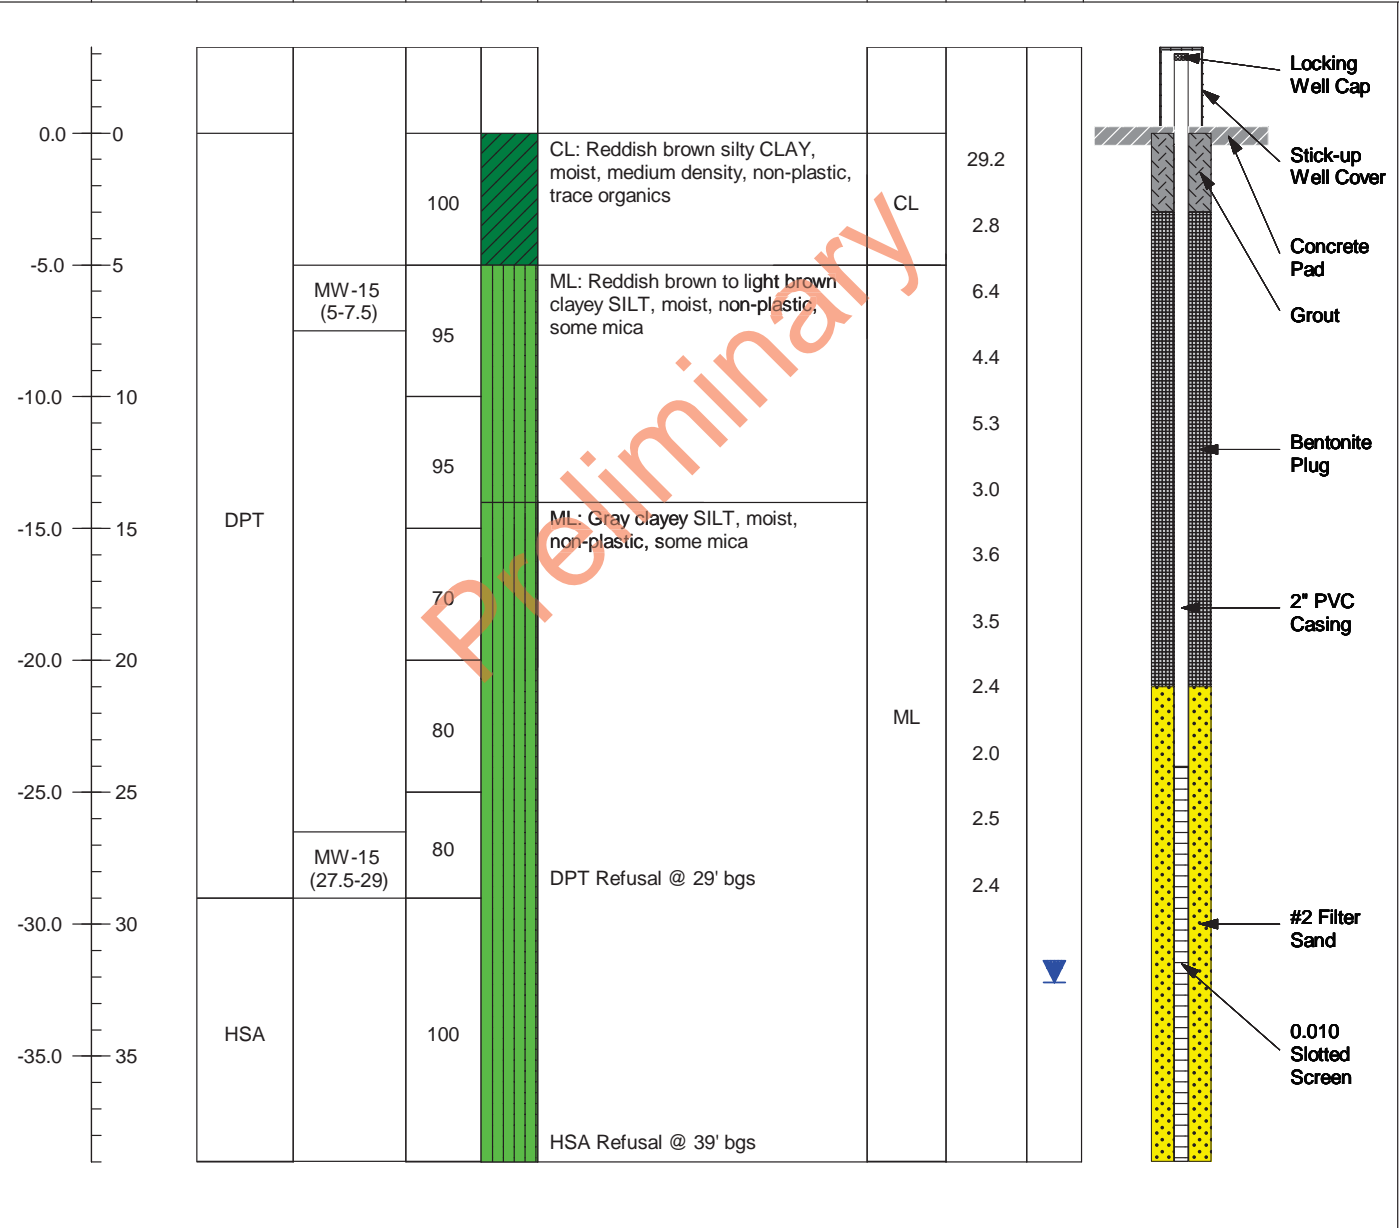 0.0
0
-5.0
5
-10.0
10
-15.0
15
-20.0
20
-25.0
25
-30.0
30
-35.0
35
DPT
HSA
MW-15
(5-7.5)
MW-15
(27.5-29)
100
95
95
70
80
80
100
CL: Reddish brown silty CLAY,
moist, medium density, non-plastic,
trace organics
ML: Reddish brown to light brown
clayey SILT, moist, non-plastic,
some mica
ML: Gray clayey SILT, moist,
non-plastic, some mica
DPT Refusal @ 29' bgs
HSA Refusal @ 39' bgs
CL
ML
29.2
2.8
6.4
4.4
5.3
3.0
3.6
3.5
2.4
2.0
2.5
2.4
Locking
Well Cap
Stick-up
Well Cover
Concrete
Pad
Grout
Bentonite
Plug
2" PVC
Casing
#2 Filter
Sand
0.010
Slotted
Screen
Preliminary